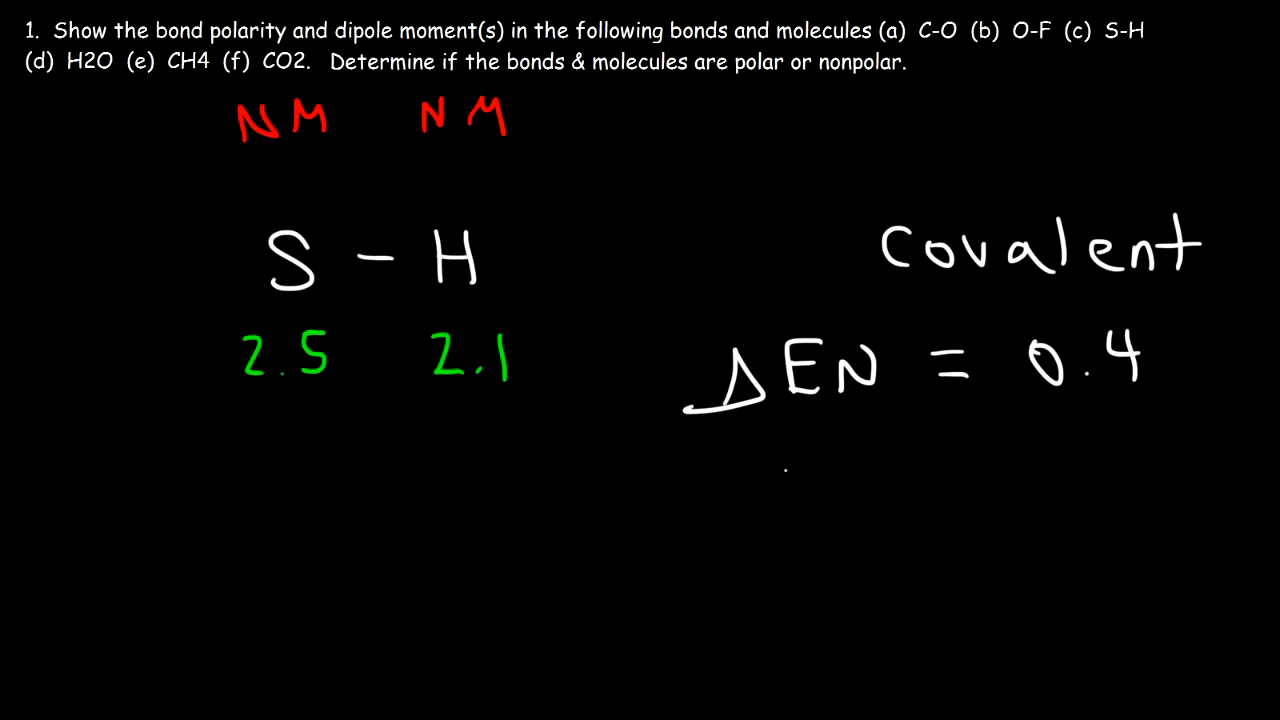 1. Show the bond polarity and dipole moment(s) in the following bonds and molecules (a) C-O (b) O-F (c) S-H
(d) H2O (e) CH4 (f) CO2. Determine if the bonds & molecules are polar or nonpolar.
NM NM
S - H
covalent
2.5 2.1
ΔEN = 0.4